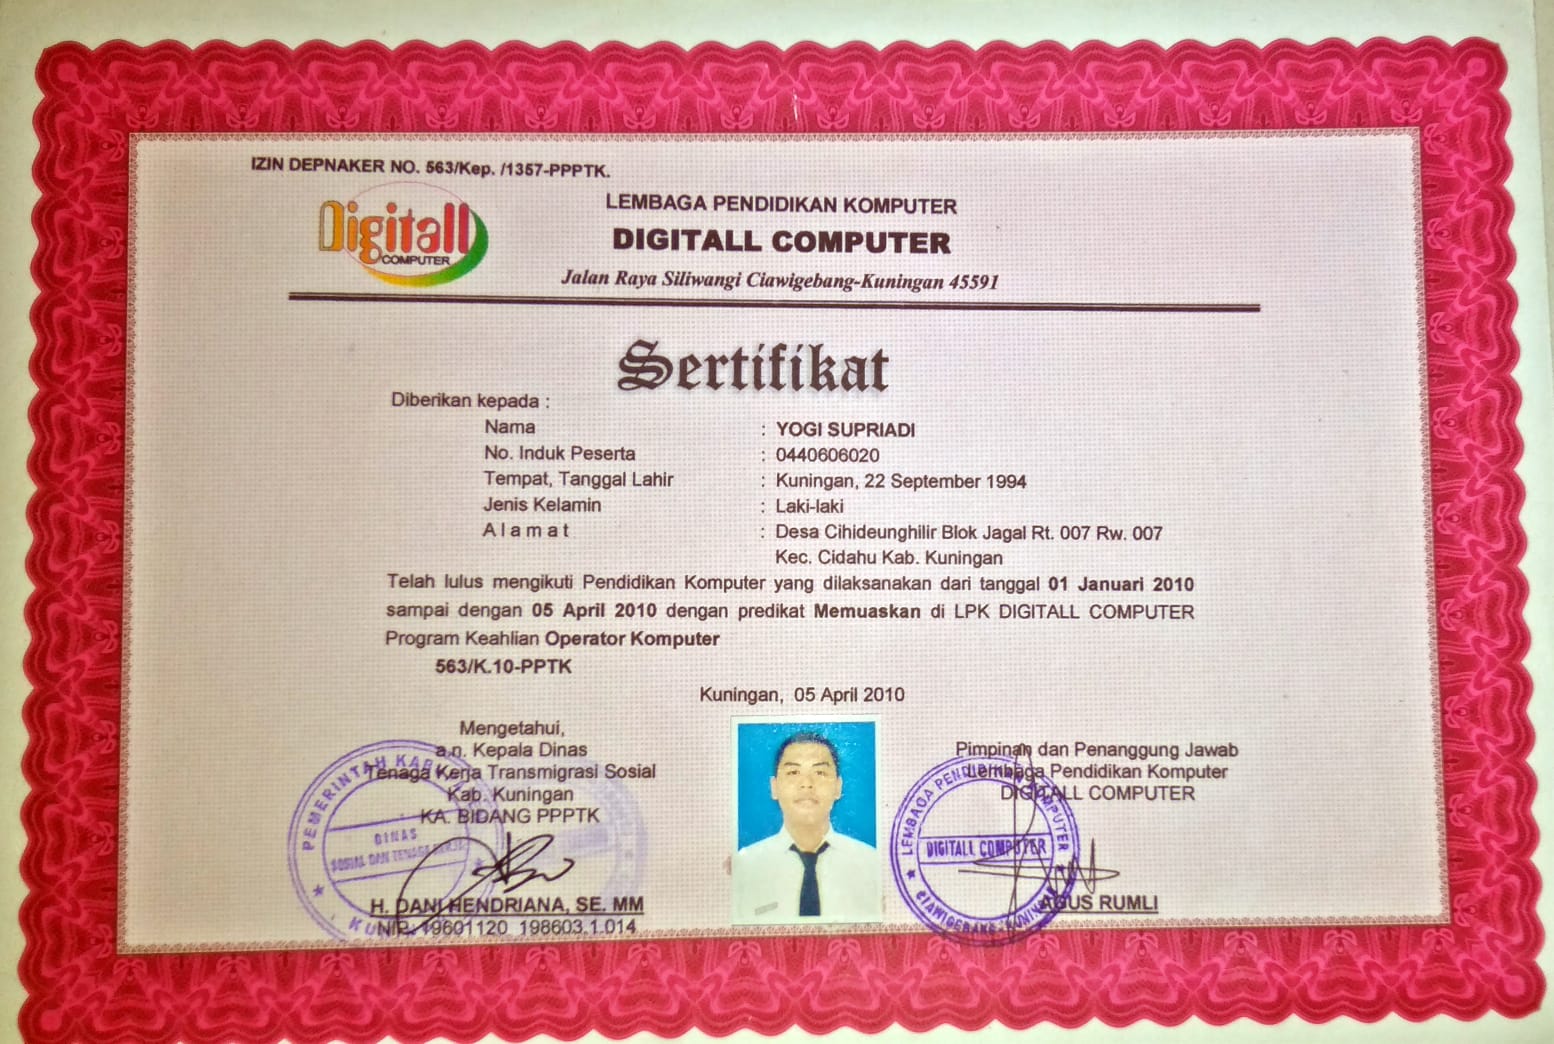 IZIN DEPNAKER NO. 563/Kep. /1357-PPPTK.
Digitall
COMPUTER
LEMBAGA PENDIDIKAN KOMPUTER
DIGITALL COMPUTER
Jalan Raya Siliwangi Ciawigebang-Kuningan 45591
Sertifikat
Diberikan kepada :
Nama : YOGI SUPRIADI
No. Induk Peserta : 0440606020
Tempat, Tanggal Lahir : Kuningan, 22 September 1994
Jenis Kelamin : Laki-laki
A l a m a t : Desa Cihideunghilir Blok Jagal Rt. 007 Rw. 007
Kec. Cidahu Kab. Kuningan
Telah lulus mengikuti Pendidikan Komputer yang dilaksanakan dari tanggal 01 Januari 2010
sampai dengan 05 April 2010 dengan predikat Memuaskan di LPK DIGITALL COMPUTER
Program Keahlian Operator Komputer
563/K.10-PPTK
Kuningan, 05 April 2010
Mengetahui,
a.n. Kepala Dinas
Tenaga Kerja Transmigrasi Sosial
Kab. Kuningan
KA. BIDANG PPPTK
H. DANI HENDRIANA, SE. MM
NIP. 19601120 198603.1.014
PEMERINTAH KAB
DINAS
SOSIAL DAN TENAGA KERJA
Pimpinan dan Penanggung Jawab
Lembaga Pendidikan Komputer
DIGITALL COMPUTER
AGUS RUMLI
LEMBAGA PENDIDIKAN KOMPUTER
DIGITALL COMPUTER
CIAWIGEBANG KUNINGAN